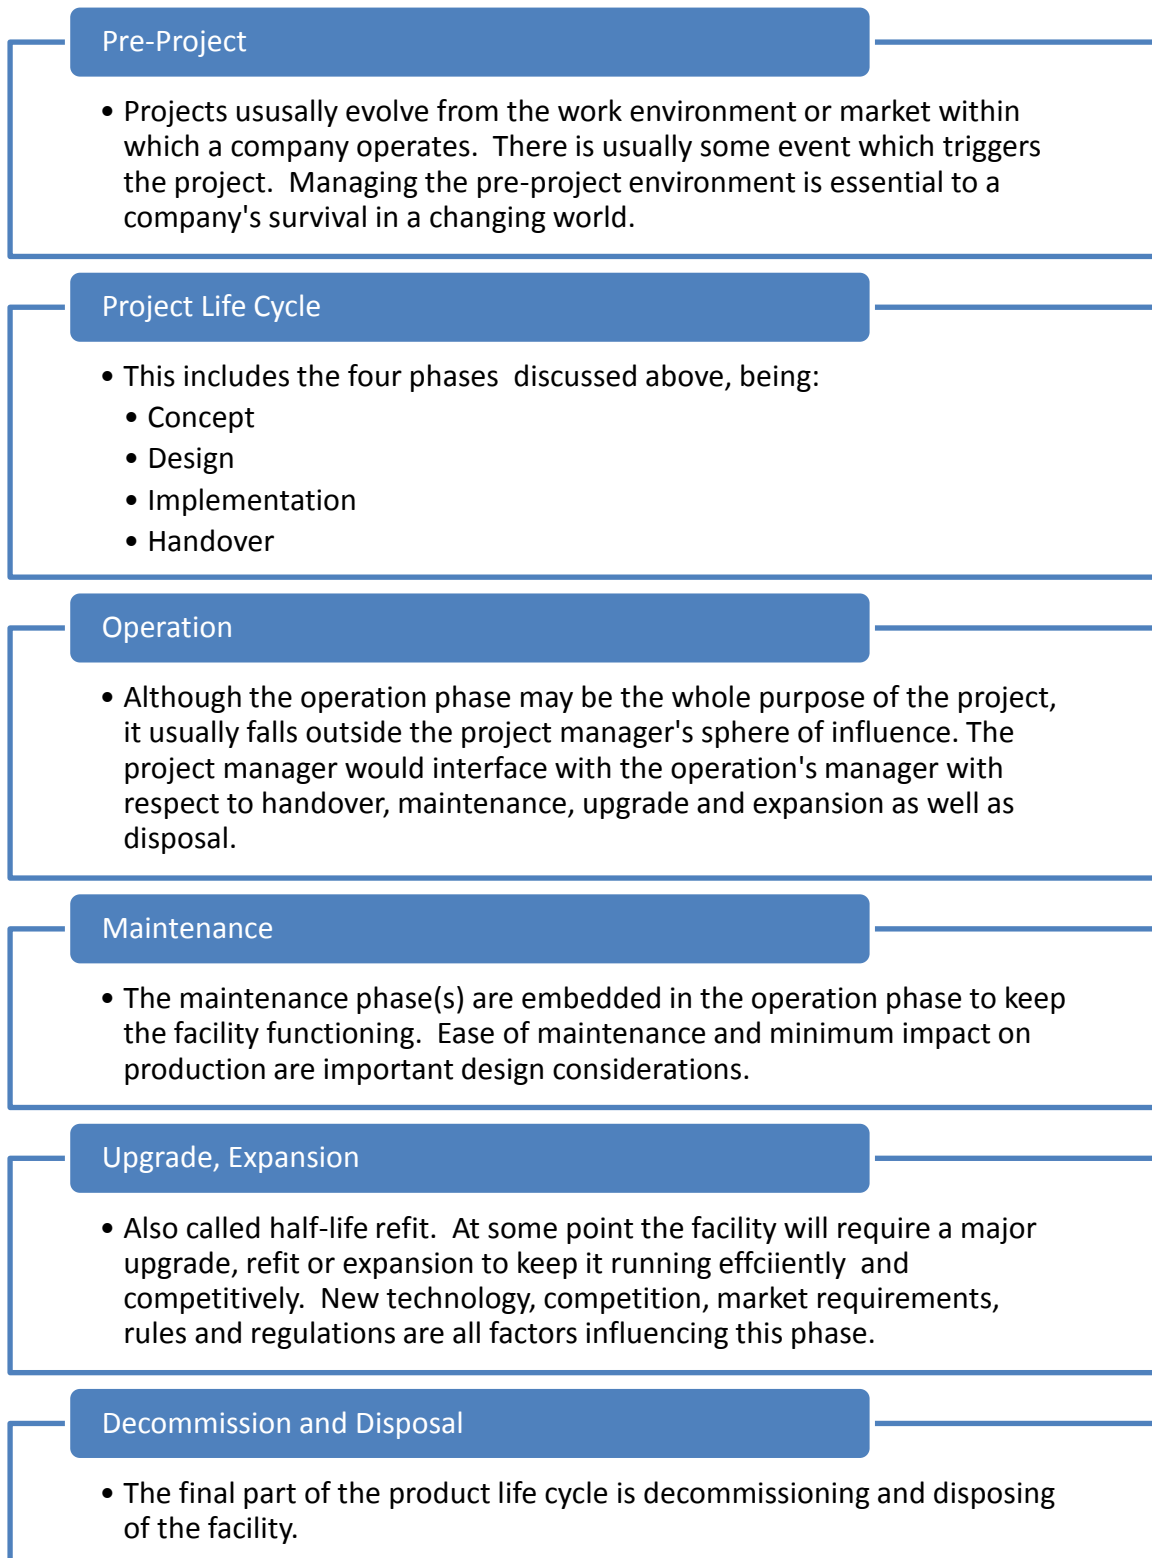 Pre-Project
• Projects ususally evolve from the work environment or market within
which a company operates.  There is usually some event which triggers
the project.  Managing the pre-project environment is essential to a
company's survival in a changing world.
Project Life Cycle
• This includes the four phases  discussed above, being:
• Concept
• Design
• Implementation
• Handover
Operation
• Although the operation phase may be the whole purpose of the project,
it usually falls outside the project manager's sphere of influence. The
project manager would interface with the operation's manager with
respect to handover, maintenance, upgrade and expansion as well as
disposal.
Maintenance
• The maintenance phase(s) are embedded in the operation phase to keep
the facility functioning.  Ease of maintenance and minimum impact on
production are important design considerations.
Upgrade, Expansion
• Also called half-life refit.  At some point the facility will require a major
upgrade, refit or expansion to keep it running effciiently  and
competitively.  New technology, competition, market requirements,
rules and regulations are all factors influencing this phase.
Decommission and Disposal
• The final part of the product life cycle is decommissioning and disposing
of the facility.